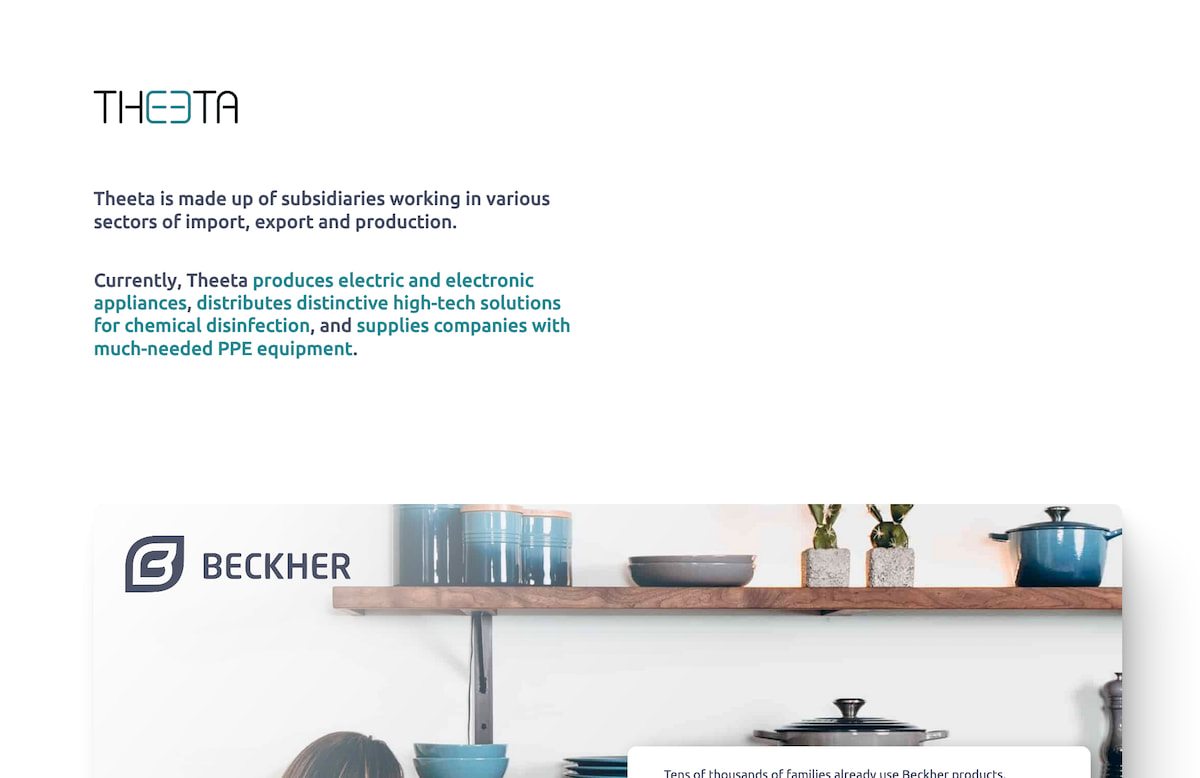 THEETA
Theeta is made up of subsidiaries working in various
sectors of import, export and production.
Currently, Theeta produces electric and electronic
appliances, distributes distinctive high-tech solutions
for chemical disinfection, and supplies companies with
much-needed PPE equipment.
BECKHER
Tens of thousands of families already use Beckher products.